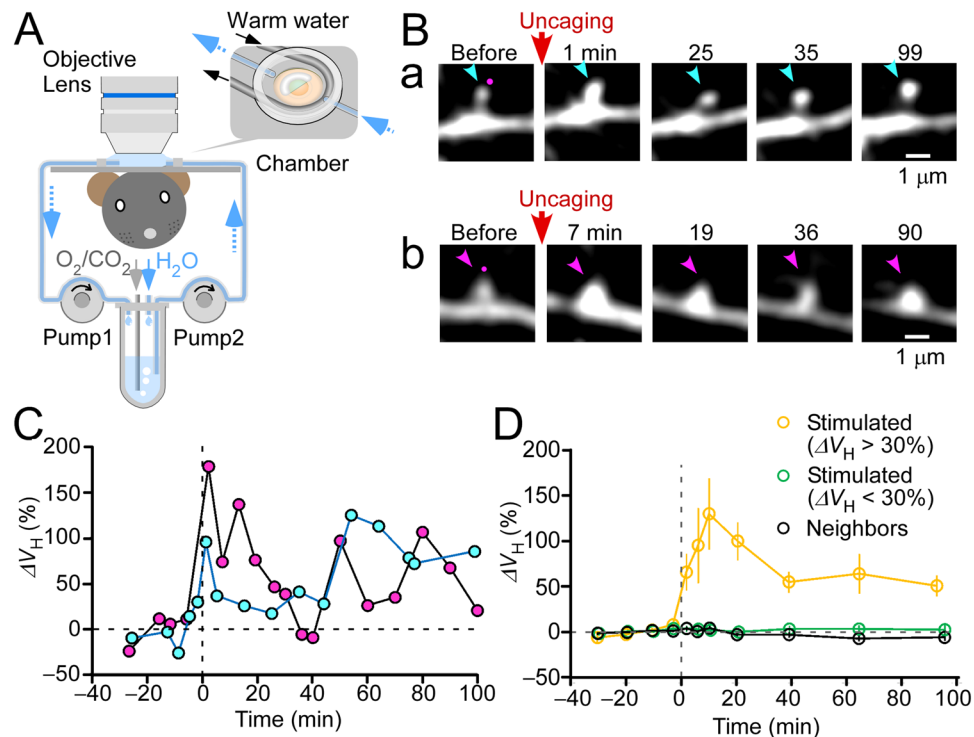 A
Objective
Lens
Warm water
Chamber
O2/CO2
H2O
Pump1
Pump2
B
Uncaging
Before
1 min
25
35
99
a
1 μm
Uncaging
Before
7 min
19
36
90
b
1 μm
C
200
150
100
50
0
–50
ΔVH (%)
–40
–20
0
20
40
60
80
100
Time (min)
D
Stimulated
(ΔVH > 30%)
Stimulated
(ΔVH < 30%)
Neighbors
200
150
100
50
0
–50
ΔVH (%)
–40
–20
0
20
40
60
80
100
Time (min)